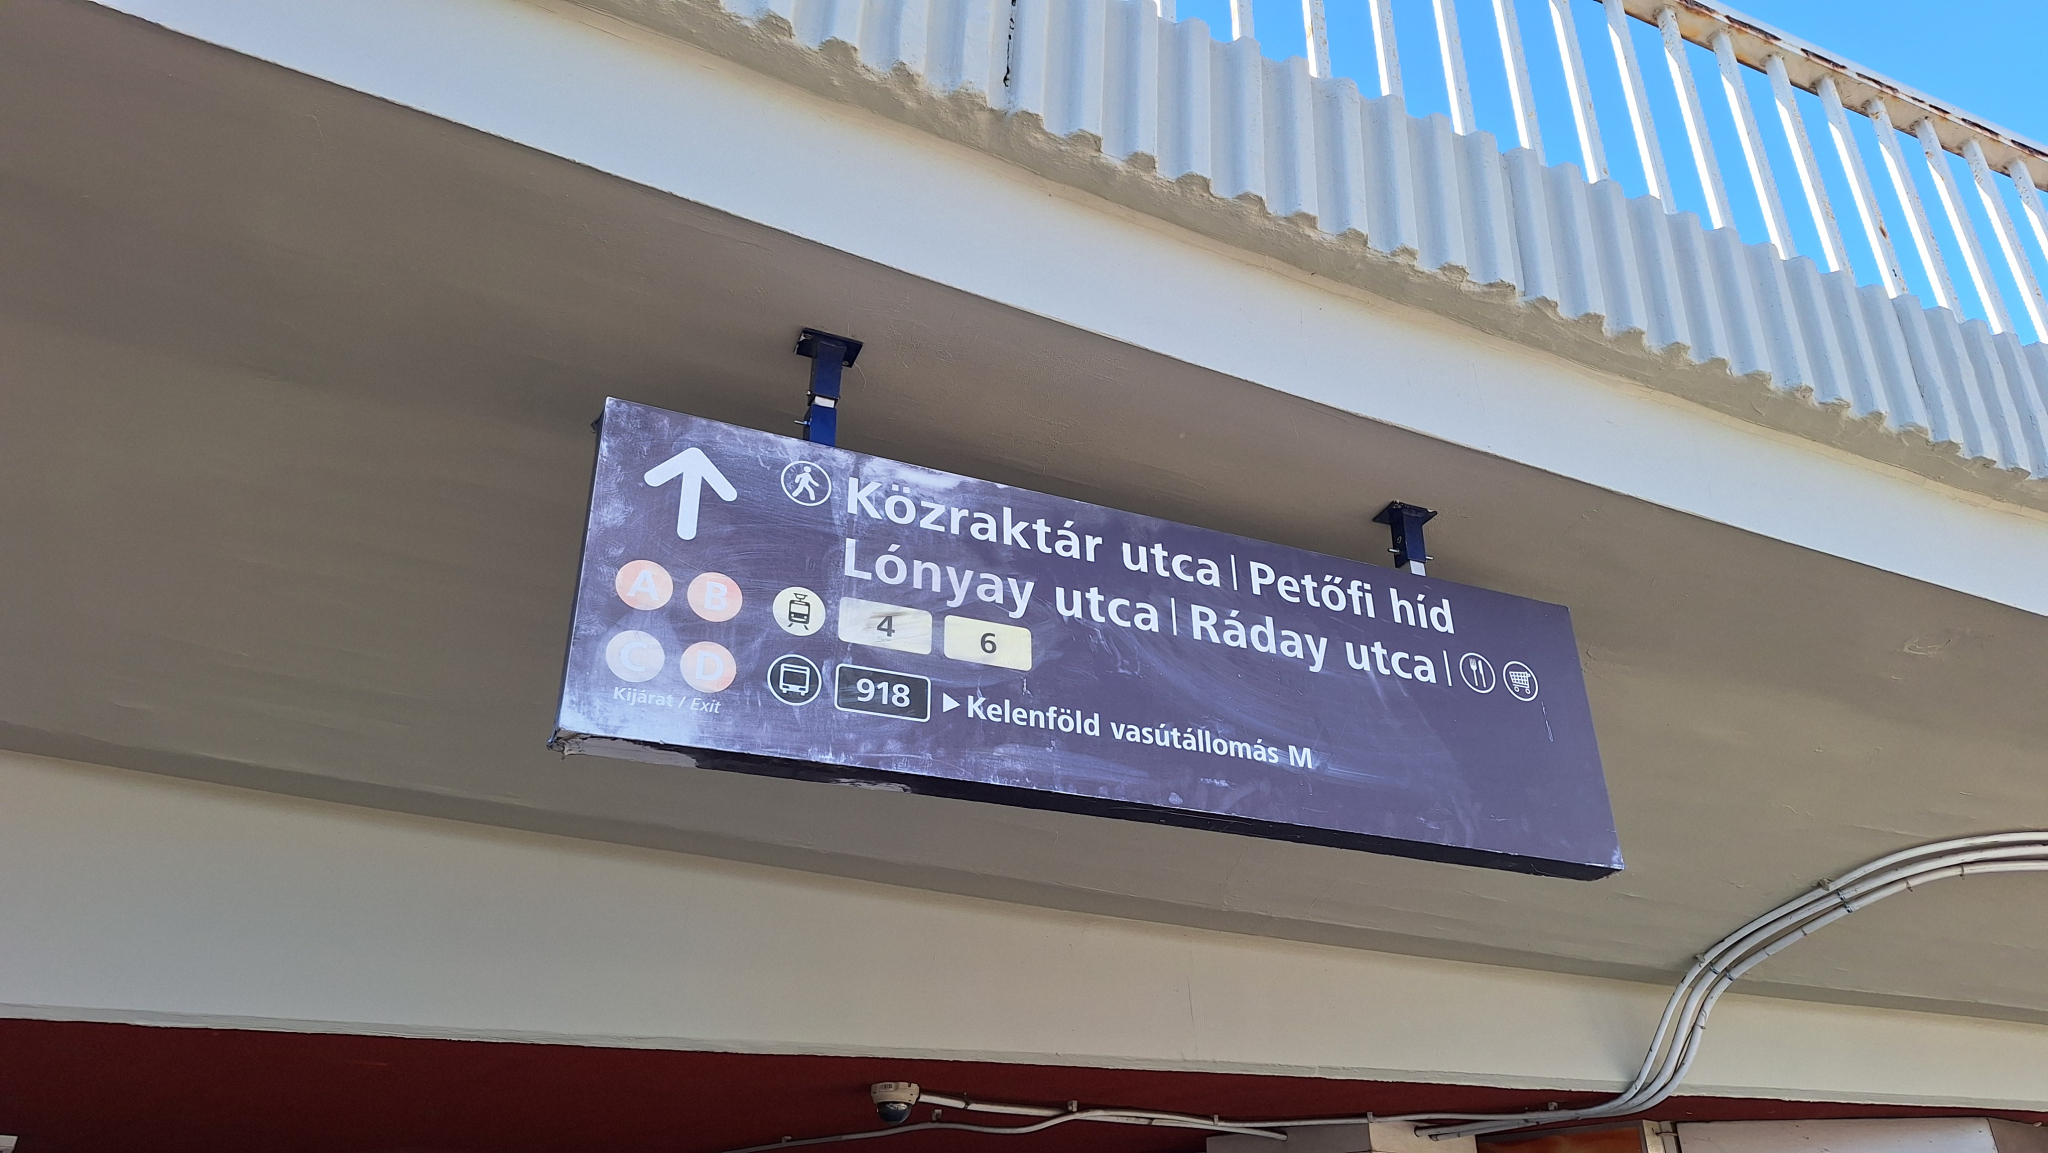 Közraktár utca | Petőfi híd
Lónyay utca | Ráday utca |
A B
4 6
C D
Kijárat / Exit
918 Kelenföld vasútállomás M